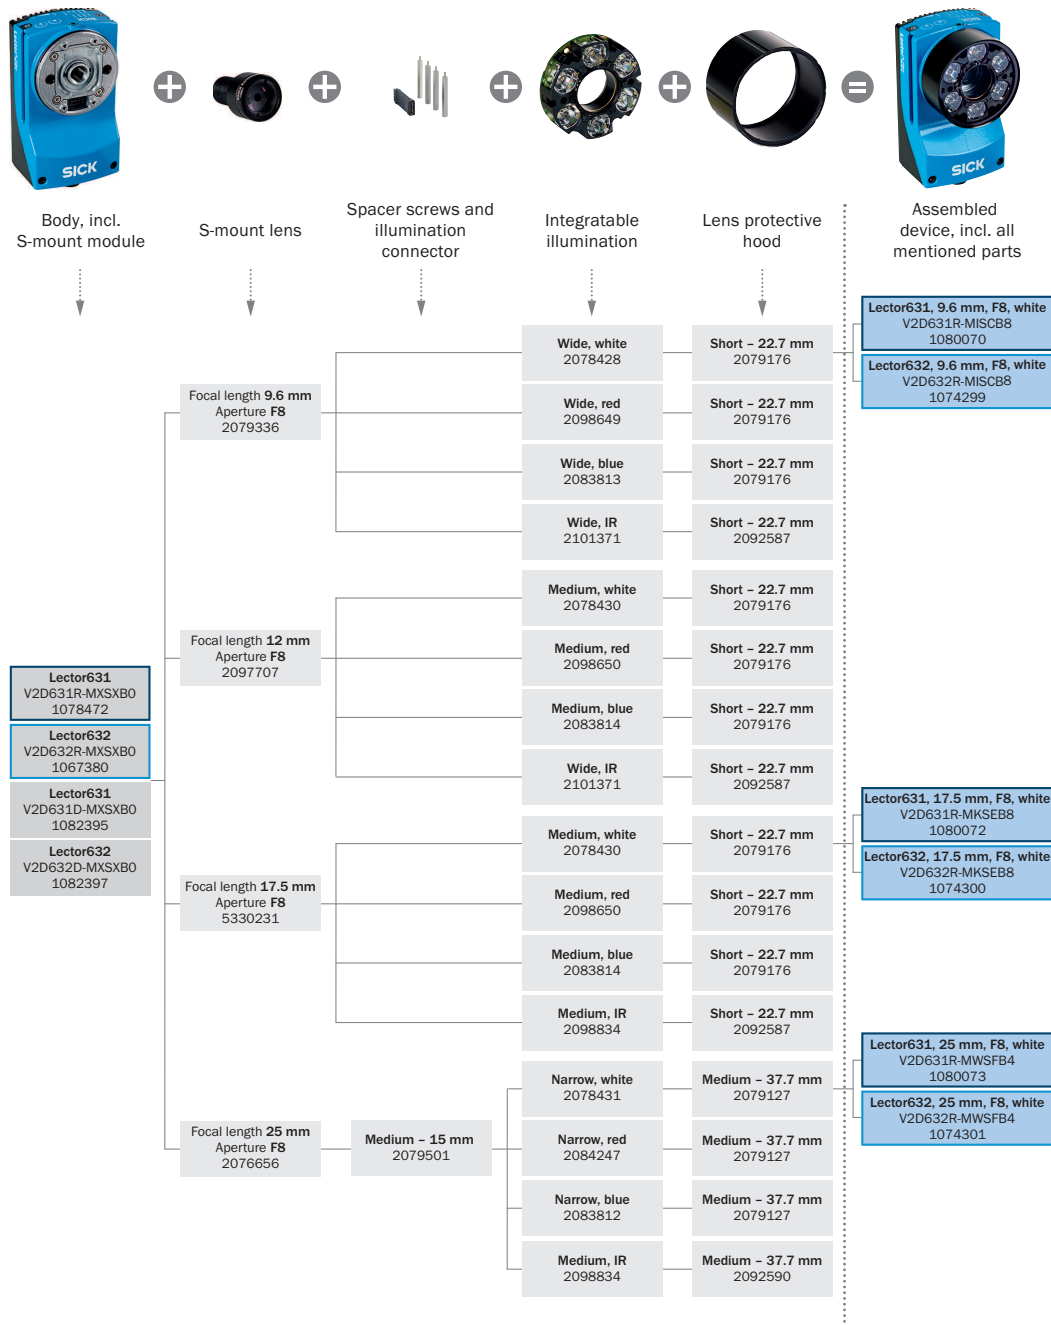 SICK
SICK
Body, incl.
S-mount module
S-mount lens
Spacer screws and
illumination
connector
Integratable
illumination
Lens protective
hood
Assembled
device, incl. all
mentioned parts
Lector631
V2D631R-MXSXB0
1078472
Lector632
V2D632R-MXSXB0
1067380
Lector631
V2D631D-MXSXB0
1082395
Lector632
V2D632D-MXSXB0
1082397
Focal length 9.6 mm
Aperture F8
2079336
Wide, white
2078428
Short – 22.7 mm
2079176
Wide, red
2098649
Short – 22.7 mm
2079176
Wide, blue
2083813
Short – 22.7 mm
2079176
Wide, IR
2101371
Short – 22.7 mm
2092587
Lector631, 9.6 mm, F8, white
V2D631R-MISCB8
1080070
Lector632, 9.6 mm, F8, white
V2D632R-MISCB8
1074299
Focal length 12 mm
Aperture F8
2097707
Medium, white
2078430
Short – 22.7 mm
2079176
Medium, red
2098650
Short – 22.7 mm
2079176
Medium, blue
2083814
Short – 22.7 mm
2079176
Wide, IR
2101371
Short – 22.7 mm
2092587
Focal length 17.5 mm
Aperture F8
5330231
Medium, white
2078430
Short – 22.7 mm
2079176
Medium, red
2098650
Short – 22.7 mm
2079176
Medium, blue
2083814
Short – 22.7 mm
2079176
Medium, IR
2098834
Short – 22.7 mm
2092587
Lector631, 17.5 mm, F8, white
V2D631R-MKSEB8
1080072
Lector632, 17.5 mm, F8, white
V2D632R-MKSEB8
1074300
Focal length 25 mm
Aperture F8
2076656
Medium – 15 mm
2079501
Narrow, white
2078431
Medium – 37.7 mm
2079127
Narrow, red
2084247
Medium – 37.7 mm
2079127
Narrow, blue
2083812
Medium – 37.7 mm
2079127
Medium, IR
2098834
Medium – 37.7 mm
2092590
Lector631, 25 mm, F8, white
V2D631R-MWSFB4
1080073
Lector632, 25 mm, F8, white
V2D632R-MWSFB4
1074301